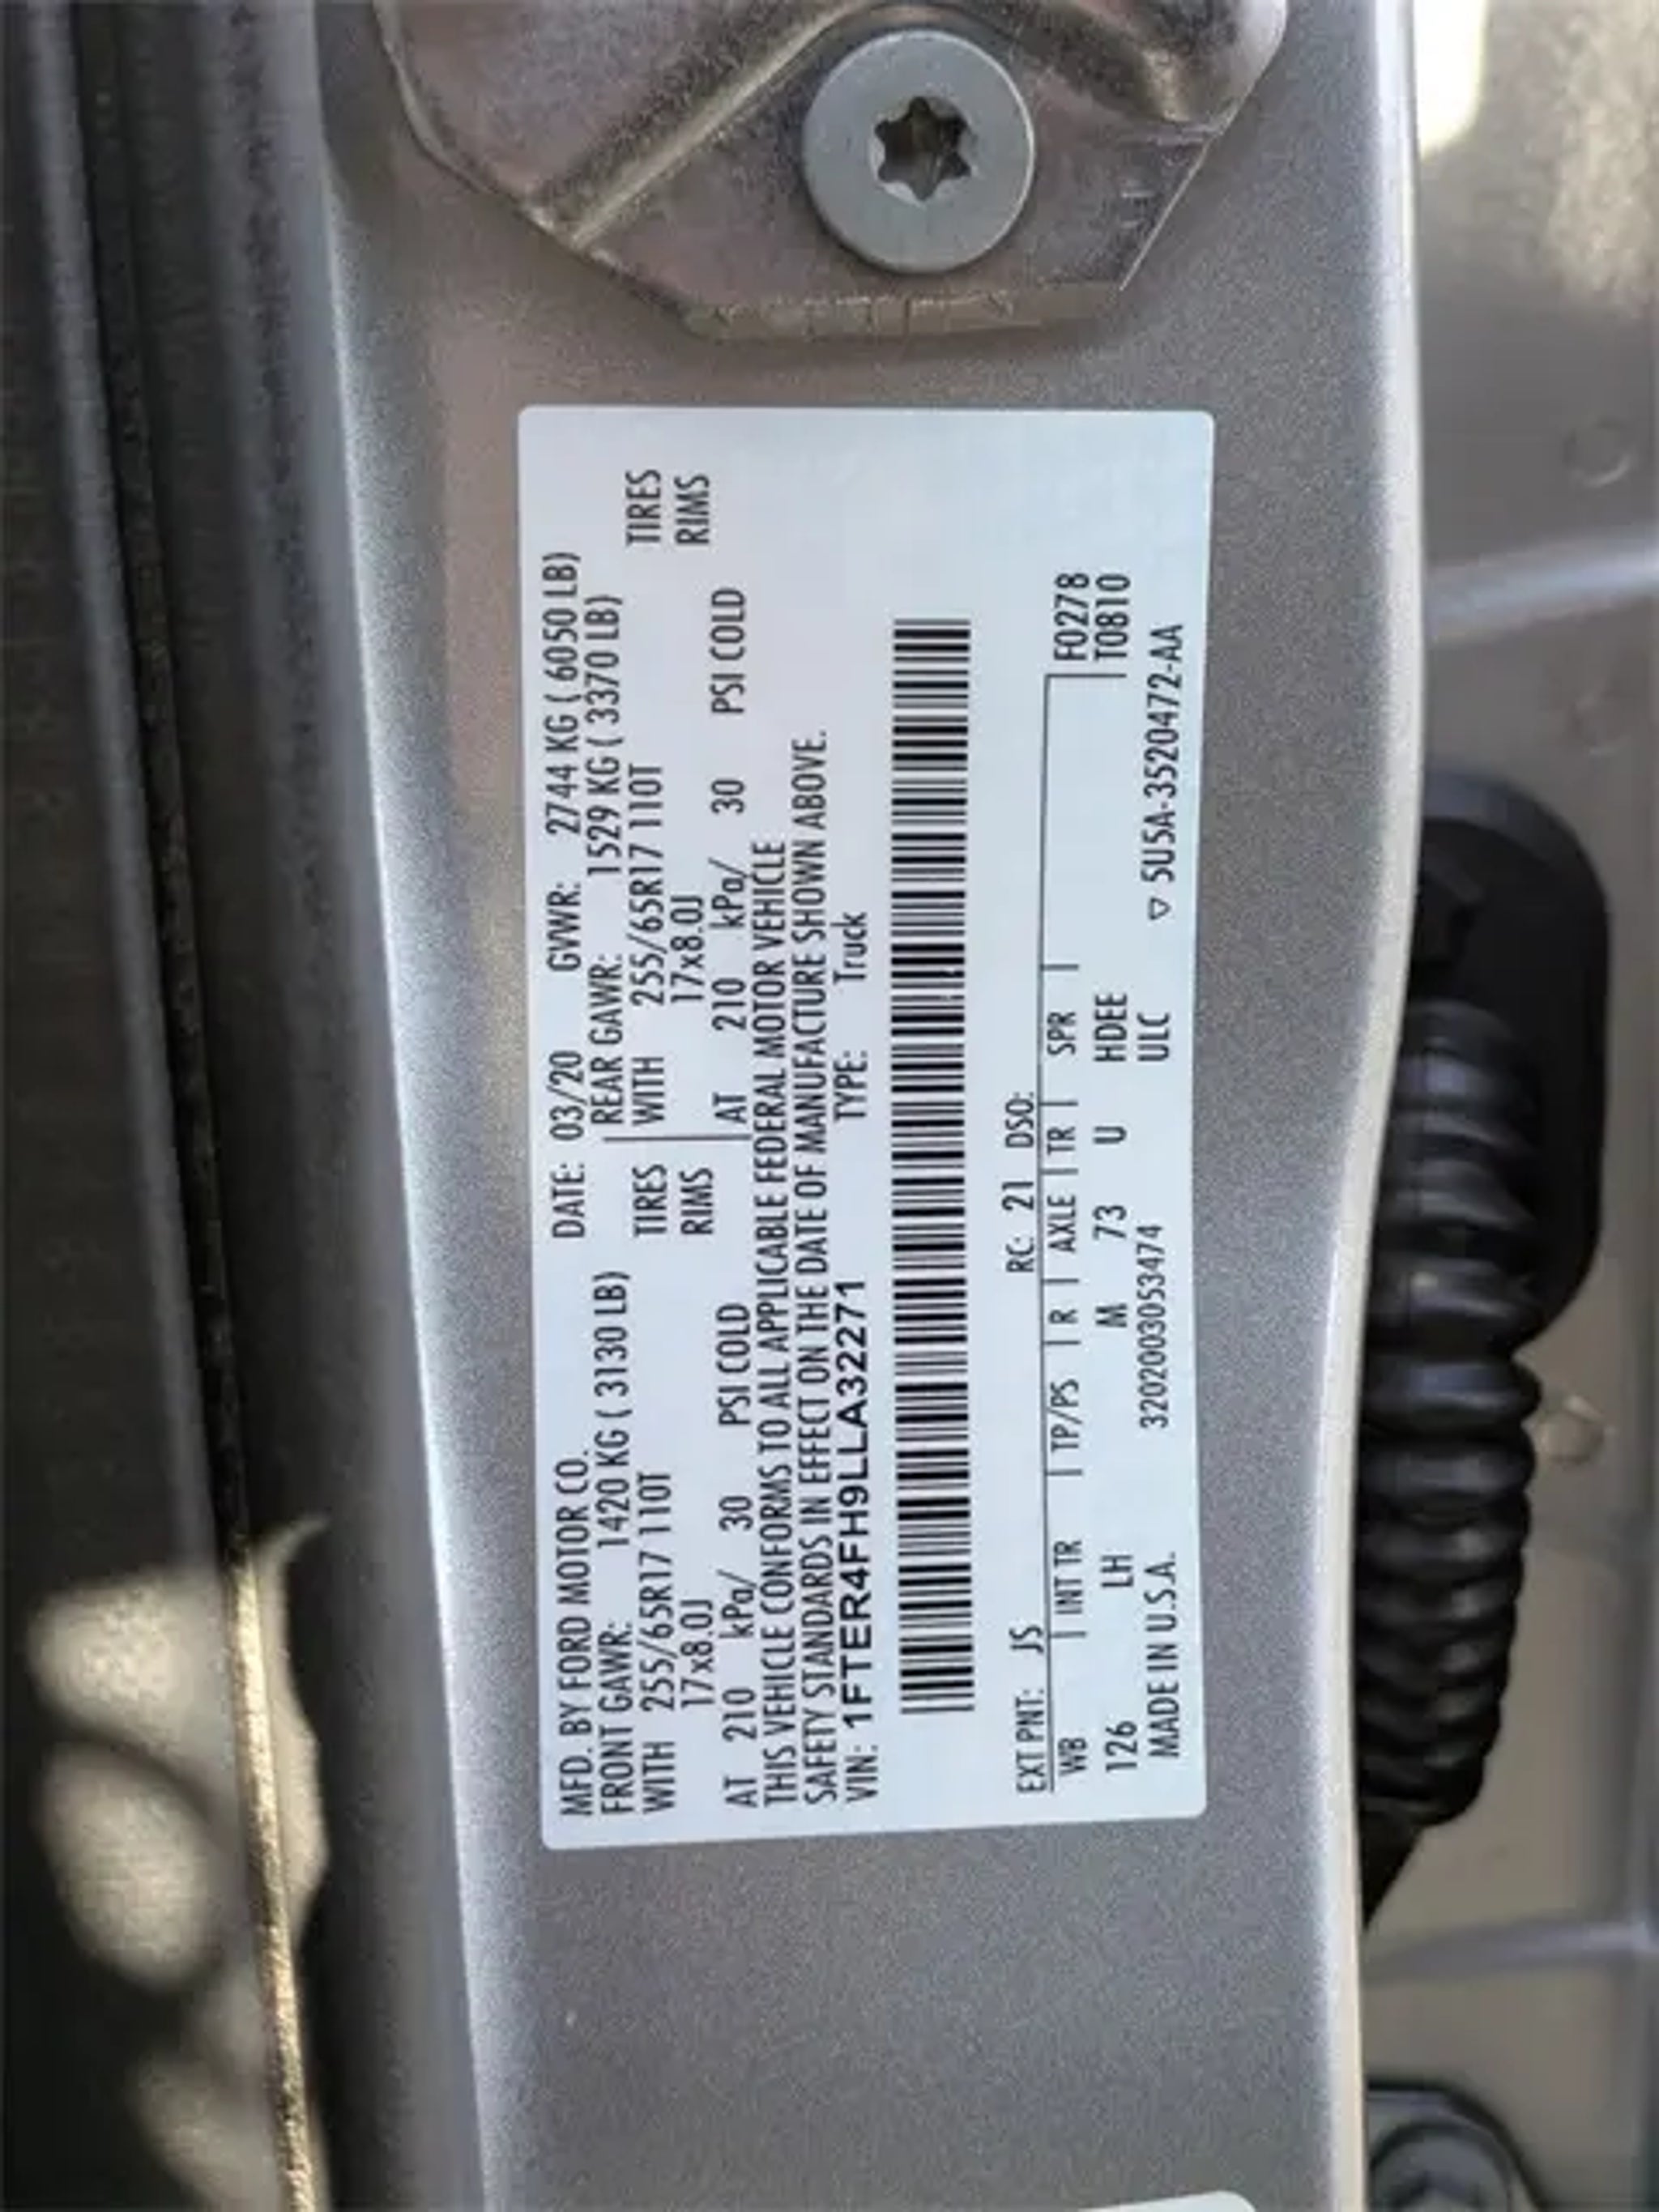 MFD. BY FORD MOTOR CO. DATE: 03/20 GVWR: 2744 KG ( 6050 LB)
FRONT GAWR: 1420 KG ( 3130 LB) REAR GAWR: 1529 KG ( 3370 LB)
WITH 255/65R17 110T TIRES WITH 255/65R17 110T TIRES
17x8.0J RIMS 17x8.0J RIMS
AT 210 kPa/ 30 PSI COLD AT 210 kPa/ 30 PSI COLD
THIS VEHICLE CONFORMS TO ALL APPLICABLE FEDERAL MOTOR VEHICLE
SAFETY STANDARDS IN EFFECT ON THE DATE OF MANUFACTURE SHOWN ABOVE.
VIN: 1FTER4FH9LLA32271 TYPE: Truck
EXT PNT: JS RC: 21 DSO:
WB | INT TR | TP/PS | R | AXLE | TR | SPR | F0278
126 LH M 73 U HDEE T0810
MADE IN U.S.A. 3202003053474 ULC ▽ 5U5A-3520472-AA